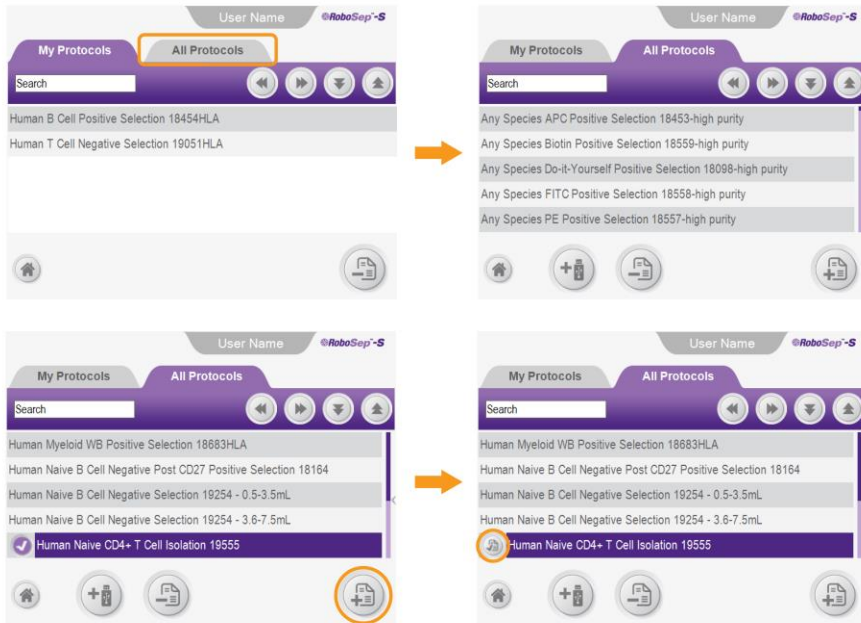 User Name
RoboSep™-S
My Protocols
All Protocols
Search
Human B Cell Positive Selection 18454HLA
Human T Cell Negative Selection 19051HLA
User Name
RoboSep™-S
My Protocols
All Protocols
Search
Any Species APC Positive Selection 18453-high purity
Any Species Biotin Positive Selection 18559-high purity
Any Species Do-it-Yourself Positive Selection 18098-high purity
Any Species FITC Positive Selection 18558-high purity
Any Species PE Positive Selection 18557-high purity
User Name
RoboSep™-S
My Protocols
All Protocols
Search
Human Myeloid WB Positive Selection 18683HLA
Human Naive B Cell Negative Post CD27 Positive Selection 18164
Human Naive B Cell Negative Selection 19254 - 0.5-3.5mL
Human Naive B Cell Negative Selection 19254 - 3.6-7.5mL
Human Naive CD4+ T Cell Isolation 19555
User Name
RoboSep™-S
My Protocols
All Protocols
Search
Human Myeloid WB Positive Selection 18683HLA
Human Naive B Cell Negative Post CD27 Positive Selection 18164
Human Naive B Cell Negative Selection 19254 - 0.5-3.5mL
Human Naive B Cell Negative Selection 19254 - 3.6-7.5mL
Human Naive CD4+ T Cell Isolation 19555